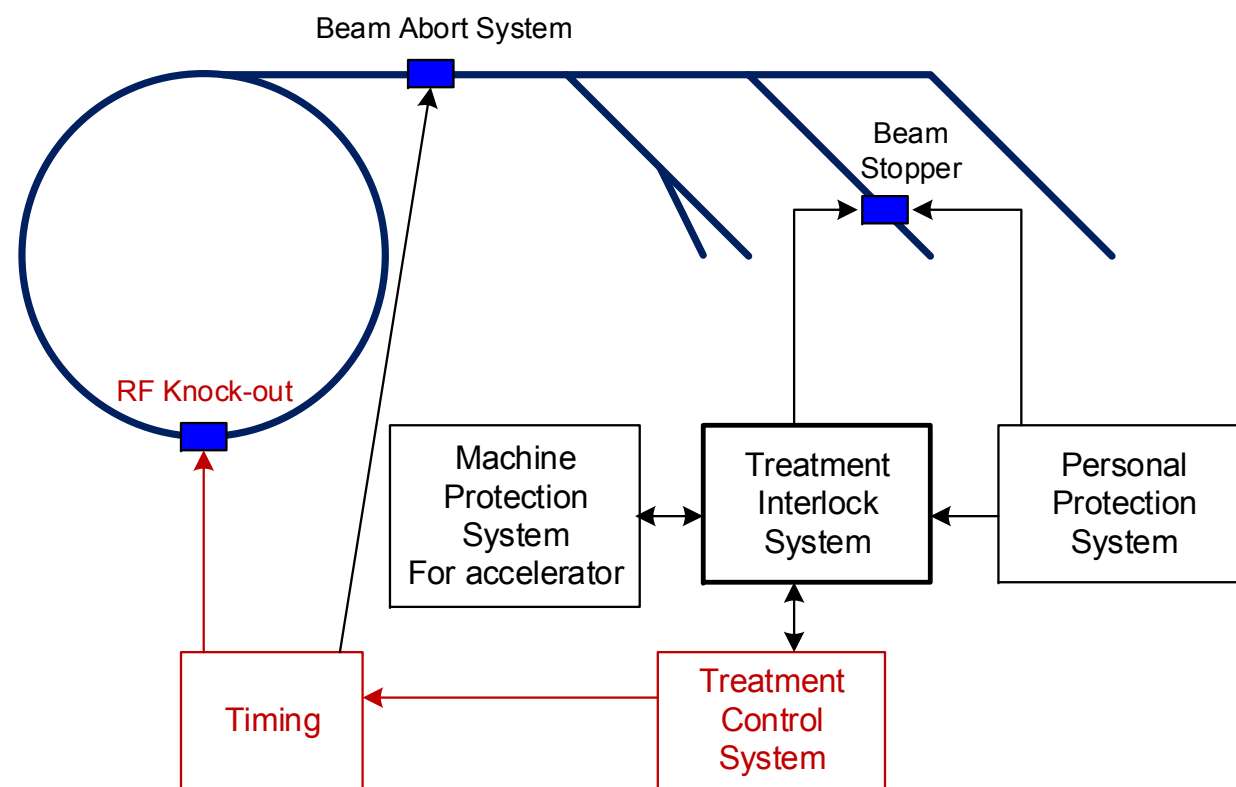 Beam Abort System
Beam
Stopper
RF Knock-out
Machine
Protection
System
For accelerator
Treatment
Interlock
System
Personal
Protection
System
Timing
Treatment
Control
System